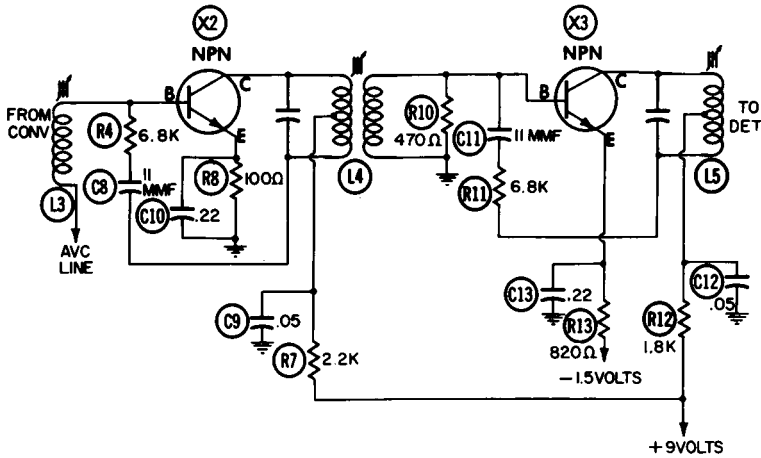 X2
NPN
X3
NPN
FROM
CONV
B
C
E
R4
6.8K
C8
11
MMF
R8
100Ω
C10
.22
L3
AVC
LINE
L4
R10
470Ω
C11
11 MMF
R11
6.8K
B
C
E
TO
DET
L5
C9
.05
R7
2.2K
C13
.22
R13
820Ω
-1.5VOLTS
R12
1.8K
C12
.05
+9VOLTS